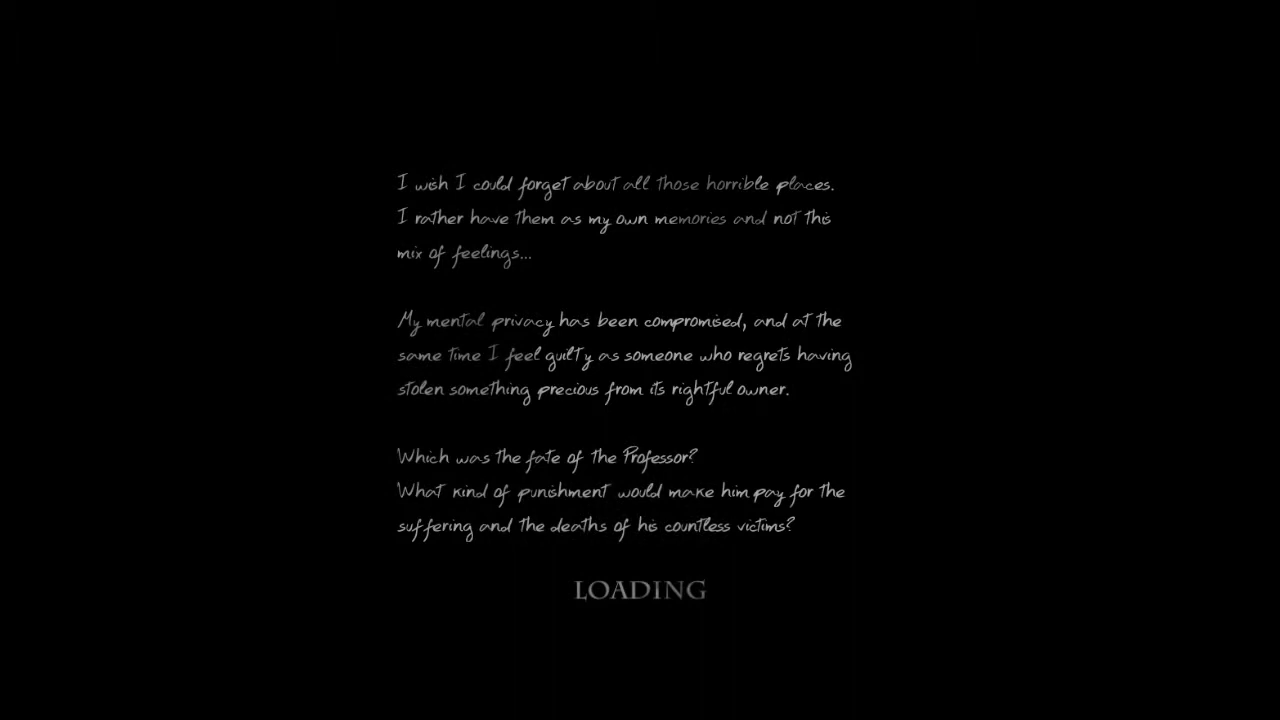 I wish I could forget about all those horrible places.
I rather have them as my own memories and not this
mix of feelings...
My mental privacy has been compromised, and at the
same time I feel guilty as someone who regrets having
stolen something precious from its rightful owner.
Which was the fate of the Professor?
What kind of punishment would make him pay for the
suffering and the deaths of his countless victims?
LOADING